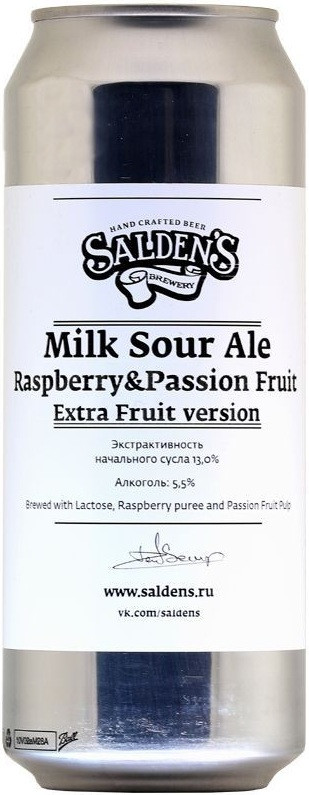 HAND CRAFTED BEER
SALDEN'S
BREWERY
Milk Sour Ale
Raspberry&Passion Fruit
Extra Fruit version
Экстрактивность
начального сусла 13,0%
Алкоголь: 5,5%
Brewed with Lactose, Raspberry puree and Passion Fruit Pulp
www.saldens.ru
vk.com/saldens
Ball